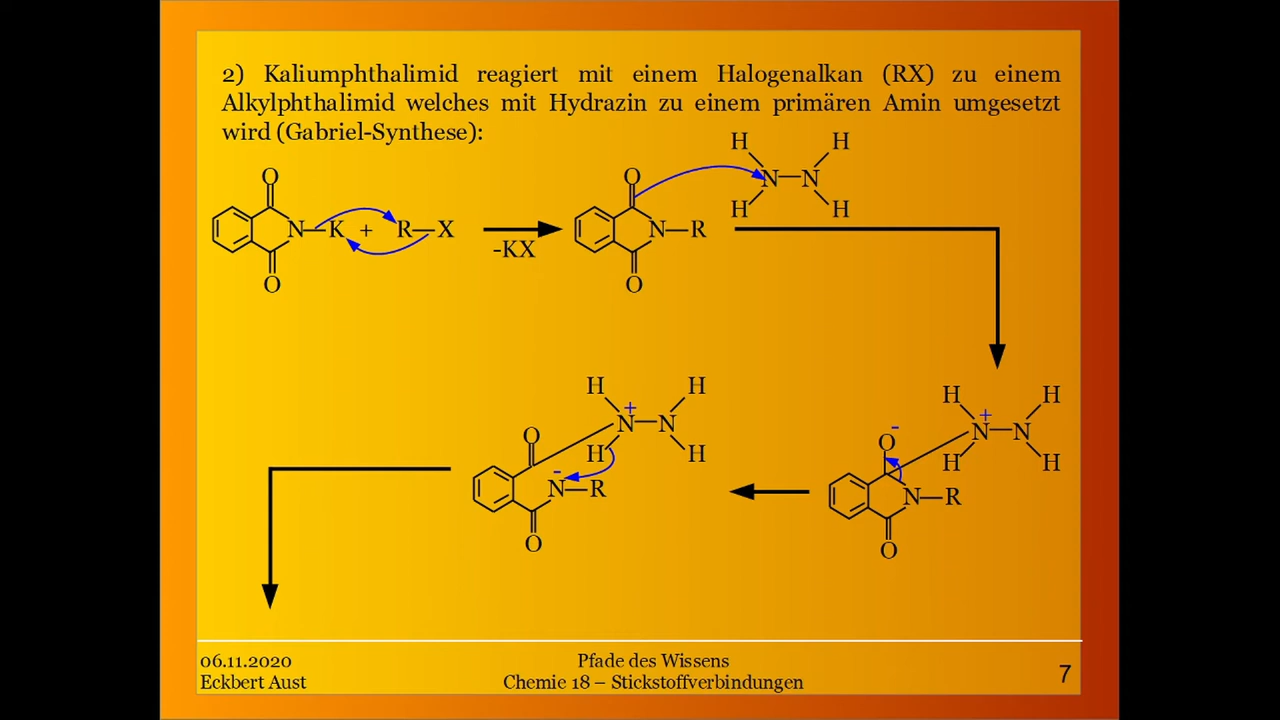 2) Kaliumphthalimid reagiert mit einem Halogenalkan (RX) zu einem
Alkylphthalimid welches mit Hydrazin zu einem primären Amin umgesetzt
wird (Gabriel-Synthese):
H H
O O N—N
H H
N—K + R—X N—R
-KX
O O
H H H H
+ +
O N—N - O N—N
H H H H
- N—R N—R
O O
06.11.2020
Eckbert Aust
Pfade des Wissens
Chemie 18 – Stickstoffverbindungen
7